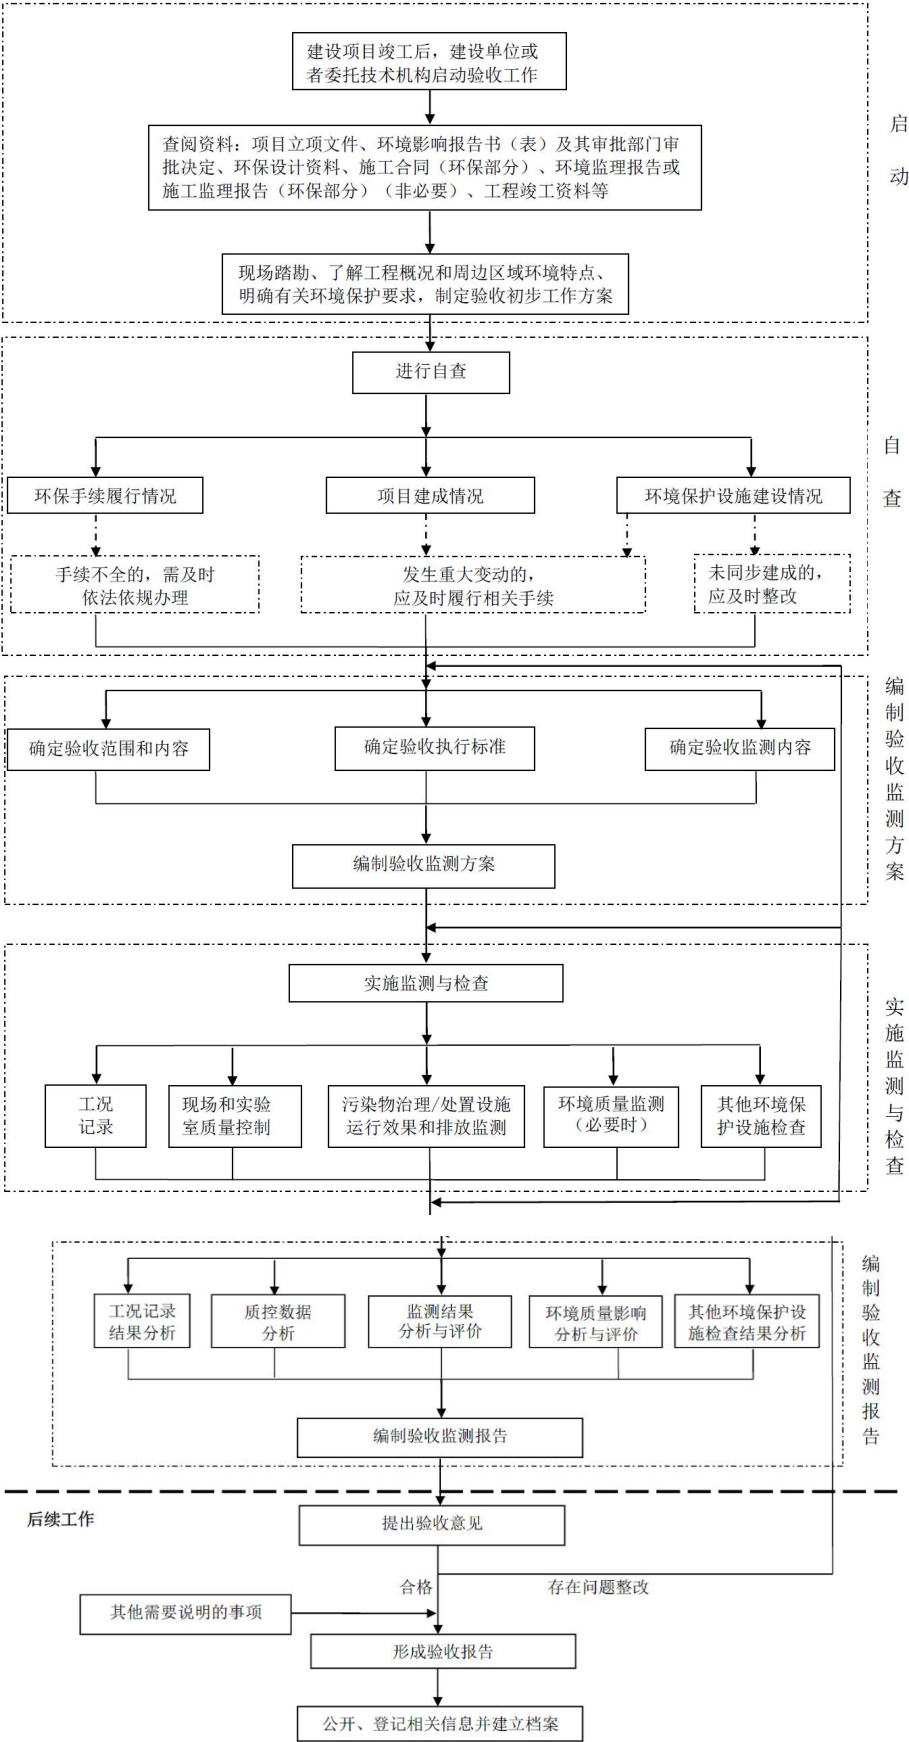 建设项目竣工后，建设单位或
者委托技术机构启动验收工作
查阅资料：项目立项文件、环境影响报告书（表）及其审批部门审
批决定、环保设计资料、施工合同（环保部分）、环境监理报告或
施工监理报告（环保部分）（非必要）、工程竣工资料等
现场踏勘、了解工程概况和周边区域环境特点、
明确有关环境保护要求，制定验收初步工作方案
启动
进行自查
自查
环保手续履行情况
项目建成情况
环境保护设施建设情况
手续不全的，需及时
依法依规办理
发生重大变动的，
应及时履行相关手续
未同步建成的，
应及时整改
编制验收监测方案
确定验收范围和内容
确定验收执行标准
确定验收监测内容
编制验收监测方案
实施监测与检查
实施监测与检查
工况
记录
现场和实验
室质量控制
污染物治理/处置设施
运行效果和排放监测
环境质量监测
（必要时）
其他环境保
护设施检查
编制验收监测报告
工况记录
结果分析
质控数据
分析
监测结果
分析与评价
环境质量影响
分析与评价
其他环境保护设
施检查结果分析
编制验收监测报告
后续工作
提出验收意见
合格
存在问题整改
其他需要说明的事项
形成验收报告
公开、登记相关信息并建立档案